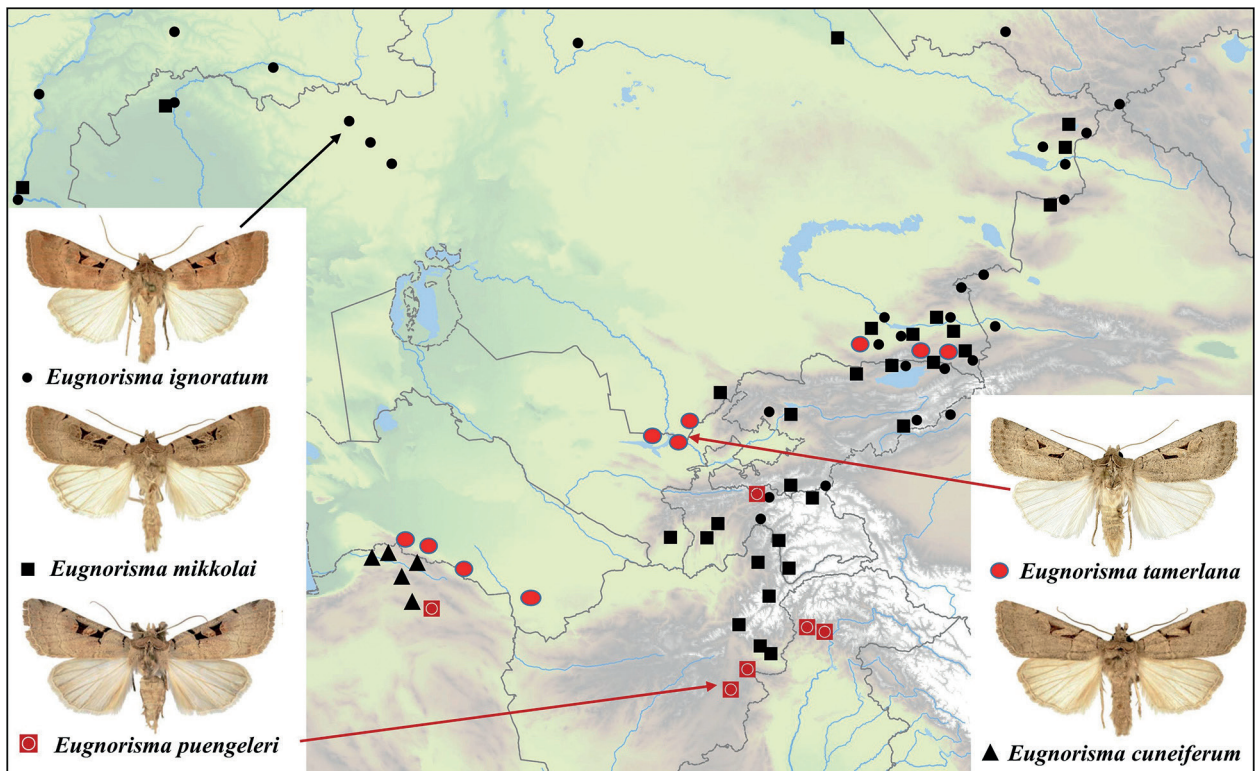 Eugnorisma ignoratum
Eugnorisma mikkolai
Eugnorisma puengeleri
Eugnorisma tamerlana
Eugnorisma cuneiferum